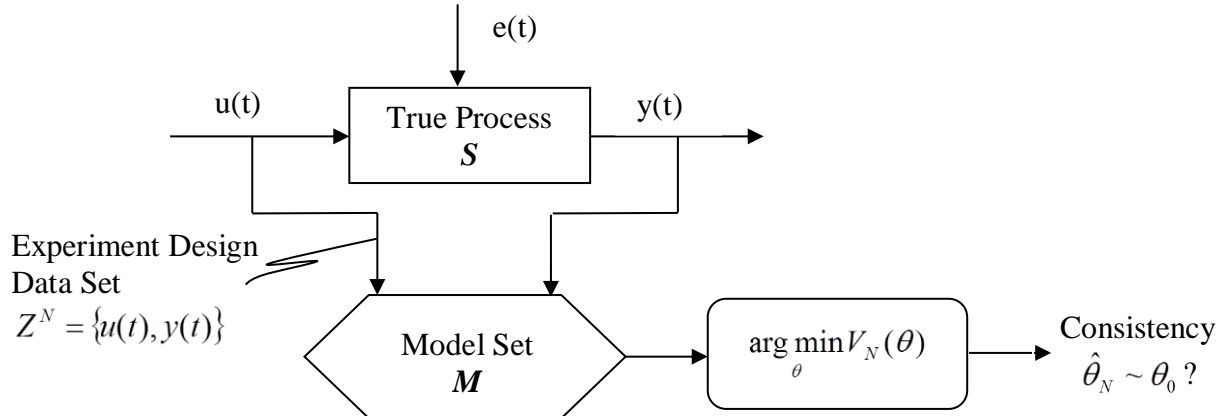 e(t)
u(t)
True Process
S
y(t)
Experiment Design
Data Set
Z^N = {u(t), y(t)}
Model Set
M
arg min V_N(θ)
θ
Consistency
θ̂_N ~ θ_0 ?